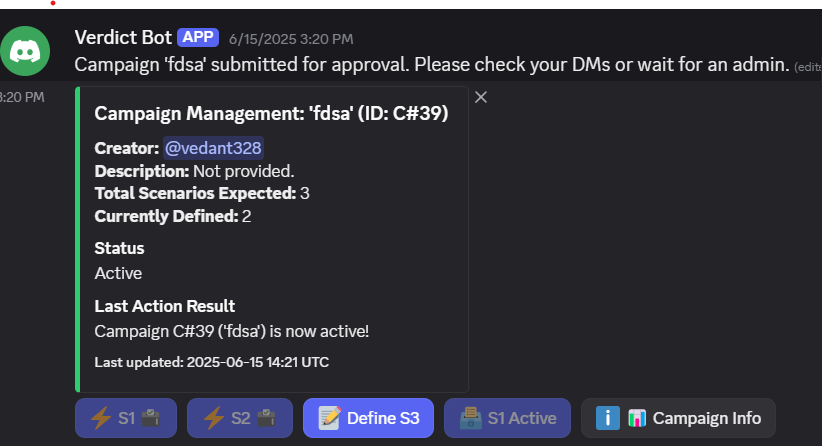 Verdict Bot APP 6/15/2025 3:20 PM
Campaign 'fdsa' submitted for approval. Please check your DMs or wait for an admin.
3:20 PM
Campaign Management: 'fdsa' (ID: C#39)
Creator: @vedant328
Description: Not provided.
Total Scenarios Expected: 3
Currently Defined: 2
Status
Active
Last Action Result
Campaign C#39 ('fdsa') is now active!
Last updated: 2025-06-15 14:21 UTC
S1 S2 Define S3 S1 Active Campaign Info